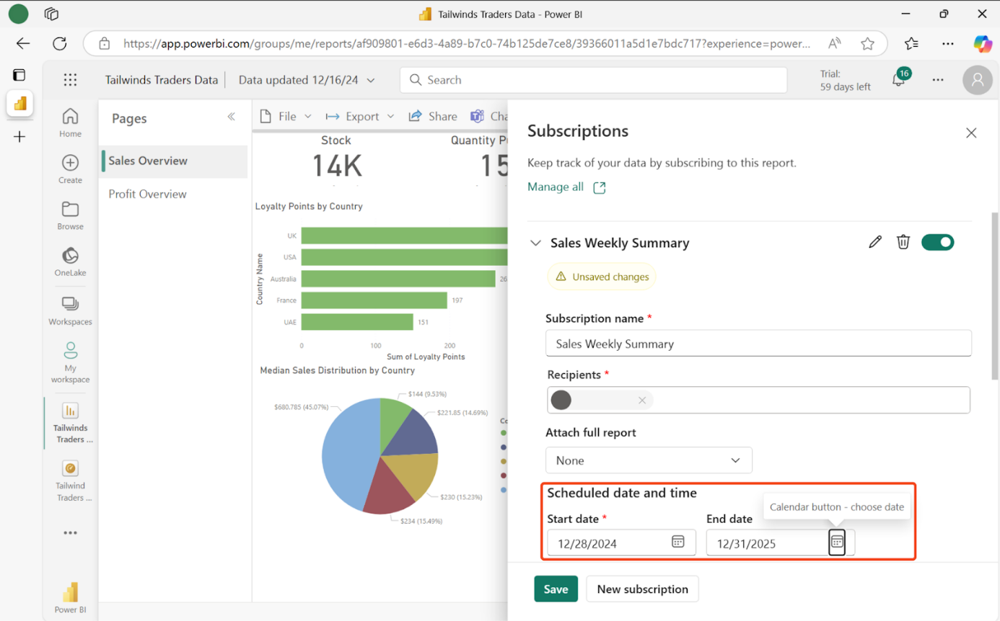 Tailwinds Traders Data - Power BI
https://app.powerbi.com/groups/me/reports/af909801-e6d3-4a89-b7c0-74b125de7ce8/39366011a5d1e7bdc717?experience=power...
Tailwinds Traders Data
Data updated 12/16/24
Search
Trial:
59 days left
16
Home
Create
Browse
OneLake
Workspaces
My
workspace
Tailwinds
Traders ...
Tailwind
Traders ...
Power BI
Pages
Sales Overview
Profit Overview
File
Export
Share
Cha
Stock
14K
Quantity P
15
Loyalty Points by Country
Country Name
UK
USA
Australia
26
France
197
UAE
151
0
100
200
Sum of Loyalty Points
Median Sales Distribution by Country
$144 (9.53%)
$680.785 (45.07%)
$221.85 (14.69%)
$230 (15.23%)
$234 (15.49%)
Co
Subscriptions
Keep track of your data by subscribing to this report.
Manage all
Sales Weekly Summary
Unsaved changes
Subscription name *
Sales Weekly Summary
Recipients *
Attach full report
None
Scheduled date and time
Calendar button - choose date
Start date *
End date
12/28/2024
12/31/2025
Save
New subscription